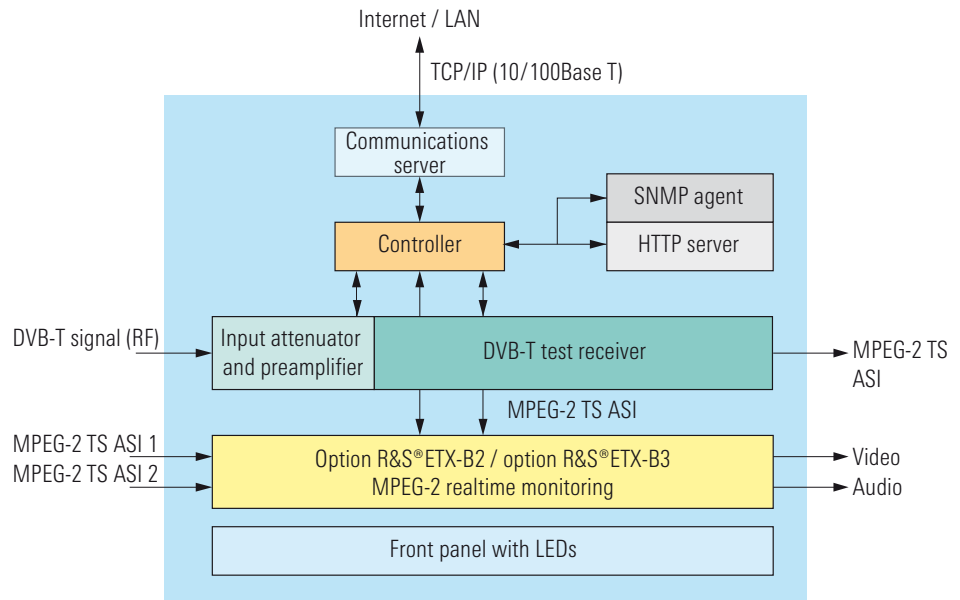 Internet / LAN
TCP/IP (10/100Base T)
Communications
server
SNMP agent
Controller
HTTP server
DVB-T signal (RF)
Input attenuator
and preamplifier
DVB-T test receiver
MPEG-2 TS
ASI
MPEG-2 TS ASI
MPEG-2 TS ASI 1
MPEG-2 TS ASI 2
Option R&S®ETX-B2 / option R&S®ETX-B3
MPEG-2 realtime monitoring
Video
Audio
Front panel with LEDs